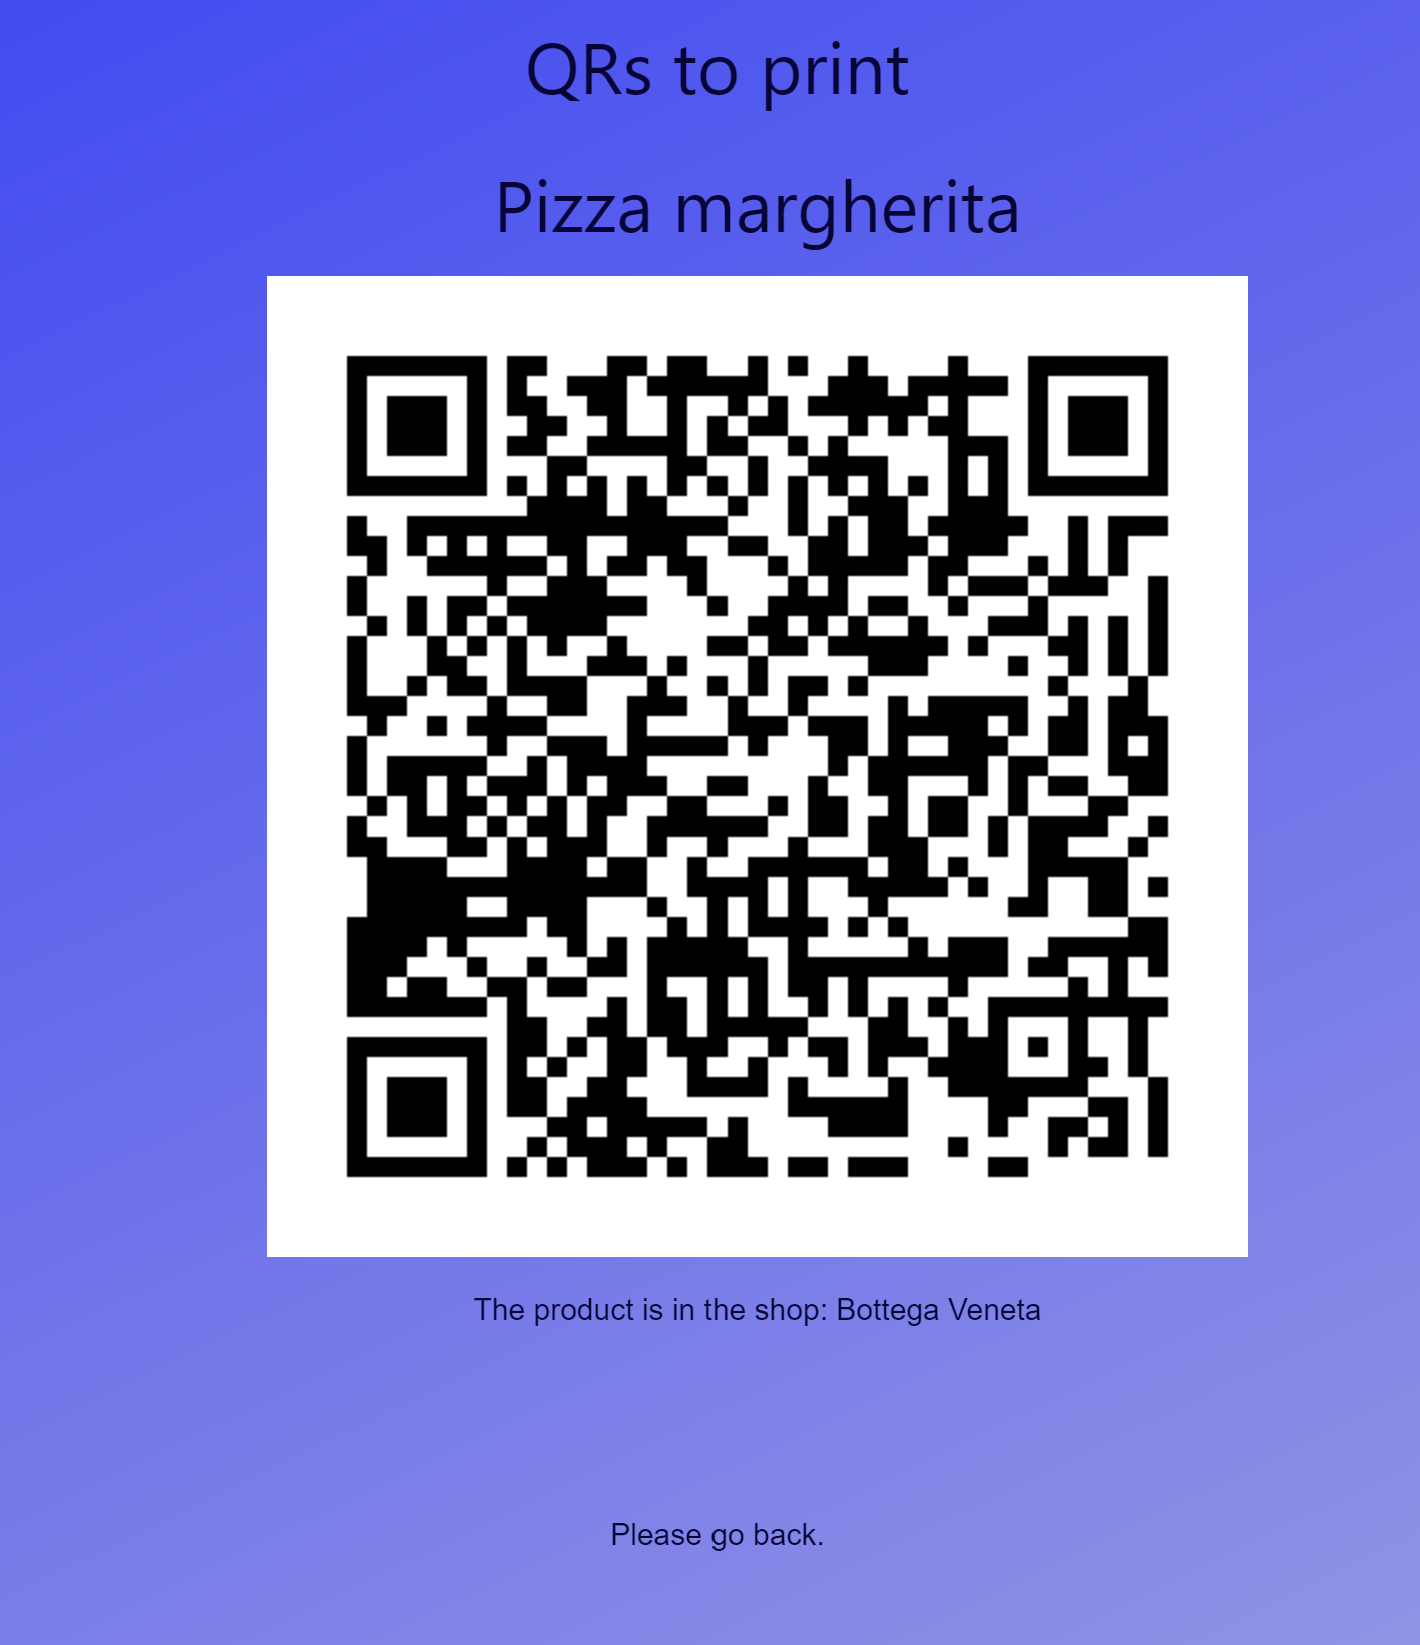 QRs to print
Pizza margherita
The product is in the shop: Bottega Veneta
Please go back.